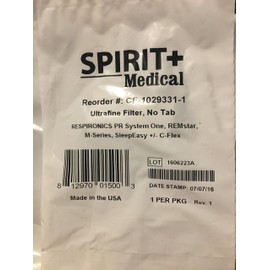 SPIRIT+
Medical
Reorder #: CF-1029331-1
Ultrafine Filter, No Tab
RESPIRONICS PR System One, REMstar,
M-Series, SleepEasy +/- C-Flex
LOT 1606223A
8 12970 01500 3
DATE STAMP: 07/07/16
Made in the USA
1 PER PKG Rev. 1